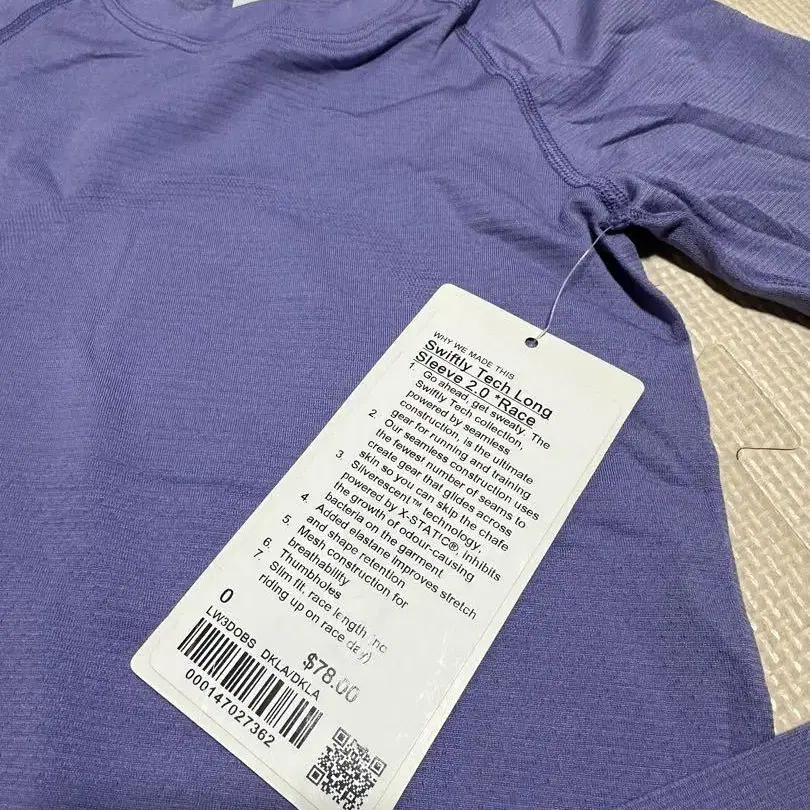 WHY WE MADE THIS
Swiftly Tech Long
Sleeve 2.0 *Race
1. Go ahead, get sweaty. The
Swiftly Tech collection,
powered by seamless
construction, is the ultimate
gear for running and training
2. Our seamless construction uses
the fewest number of seams to
create gear that glides across
skin so you can skip the chafe
3. Silverescent™ technology,
powered by X-STATIC®, inhibits
the growth of odour-causing
bacteria on the garment
4. Added elastane improves stretch
and shape retention
5. Mesh construction for
breathability
6. Thumbholes
7. Slim fit, race length
riding up on race day)
0
LW3DOBS DKLA/DKLA
$78.00
000147027362